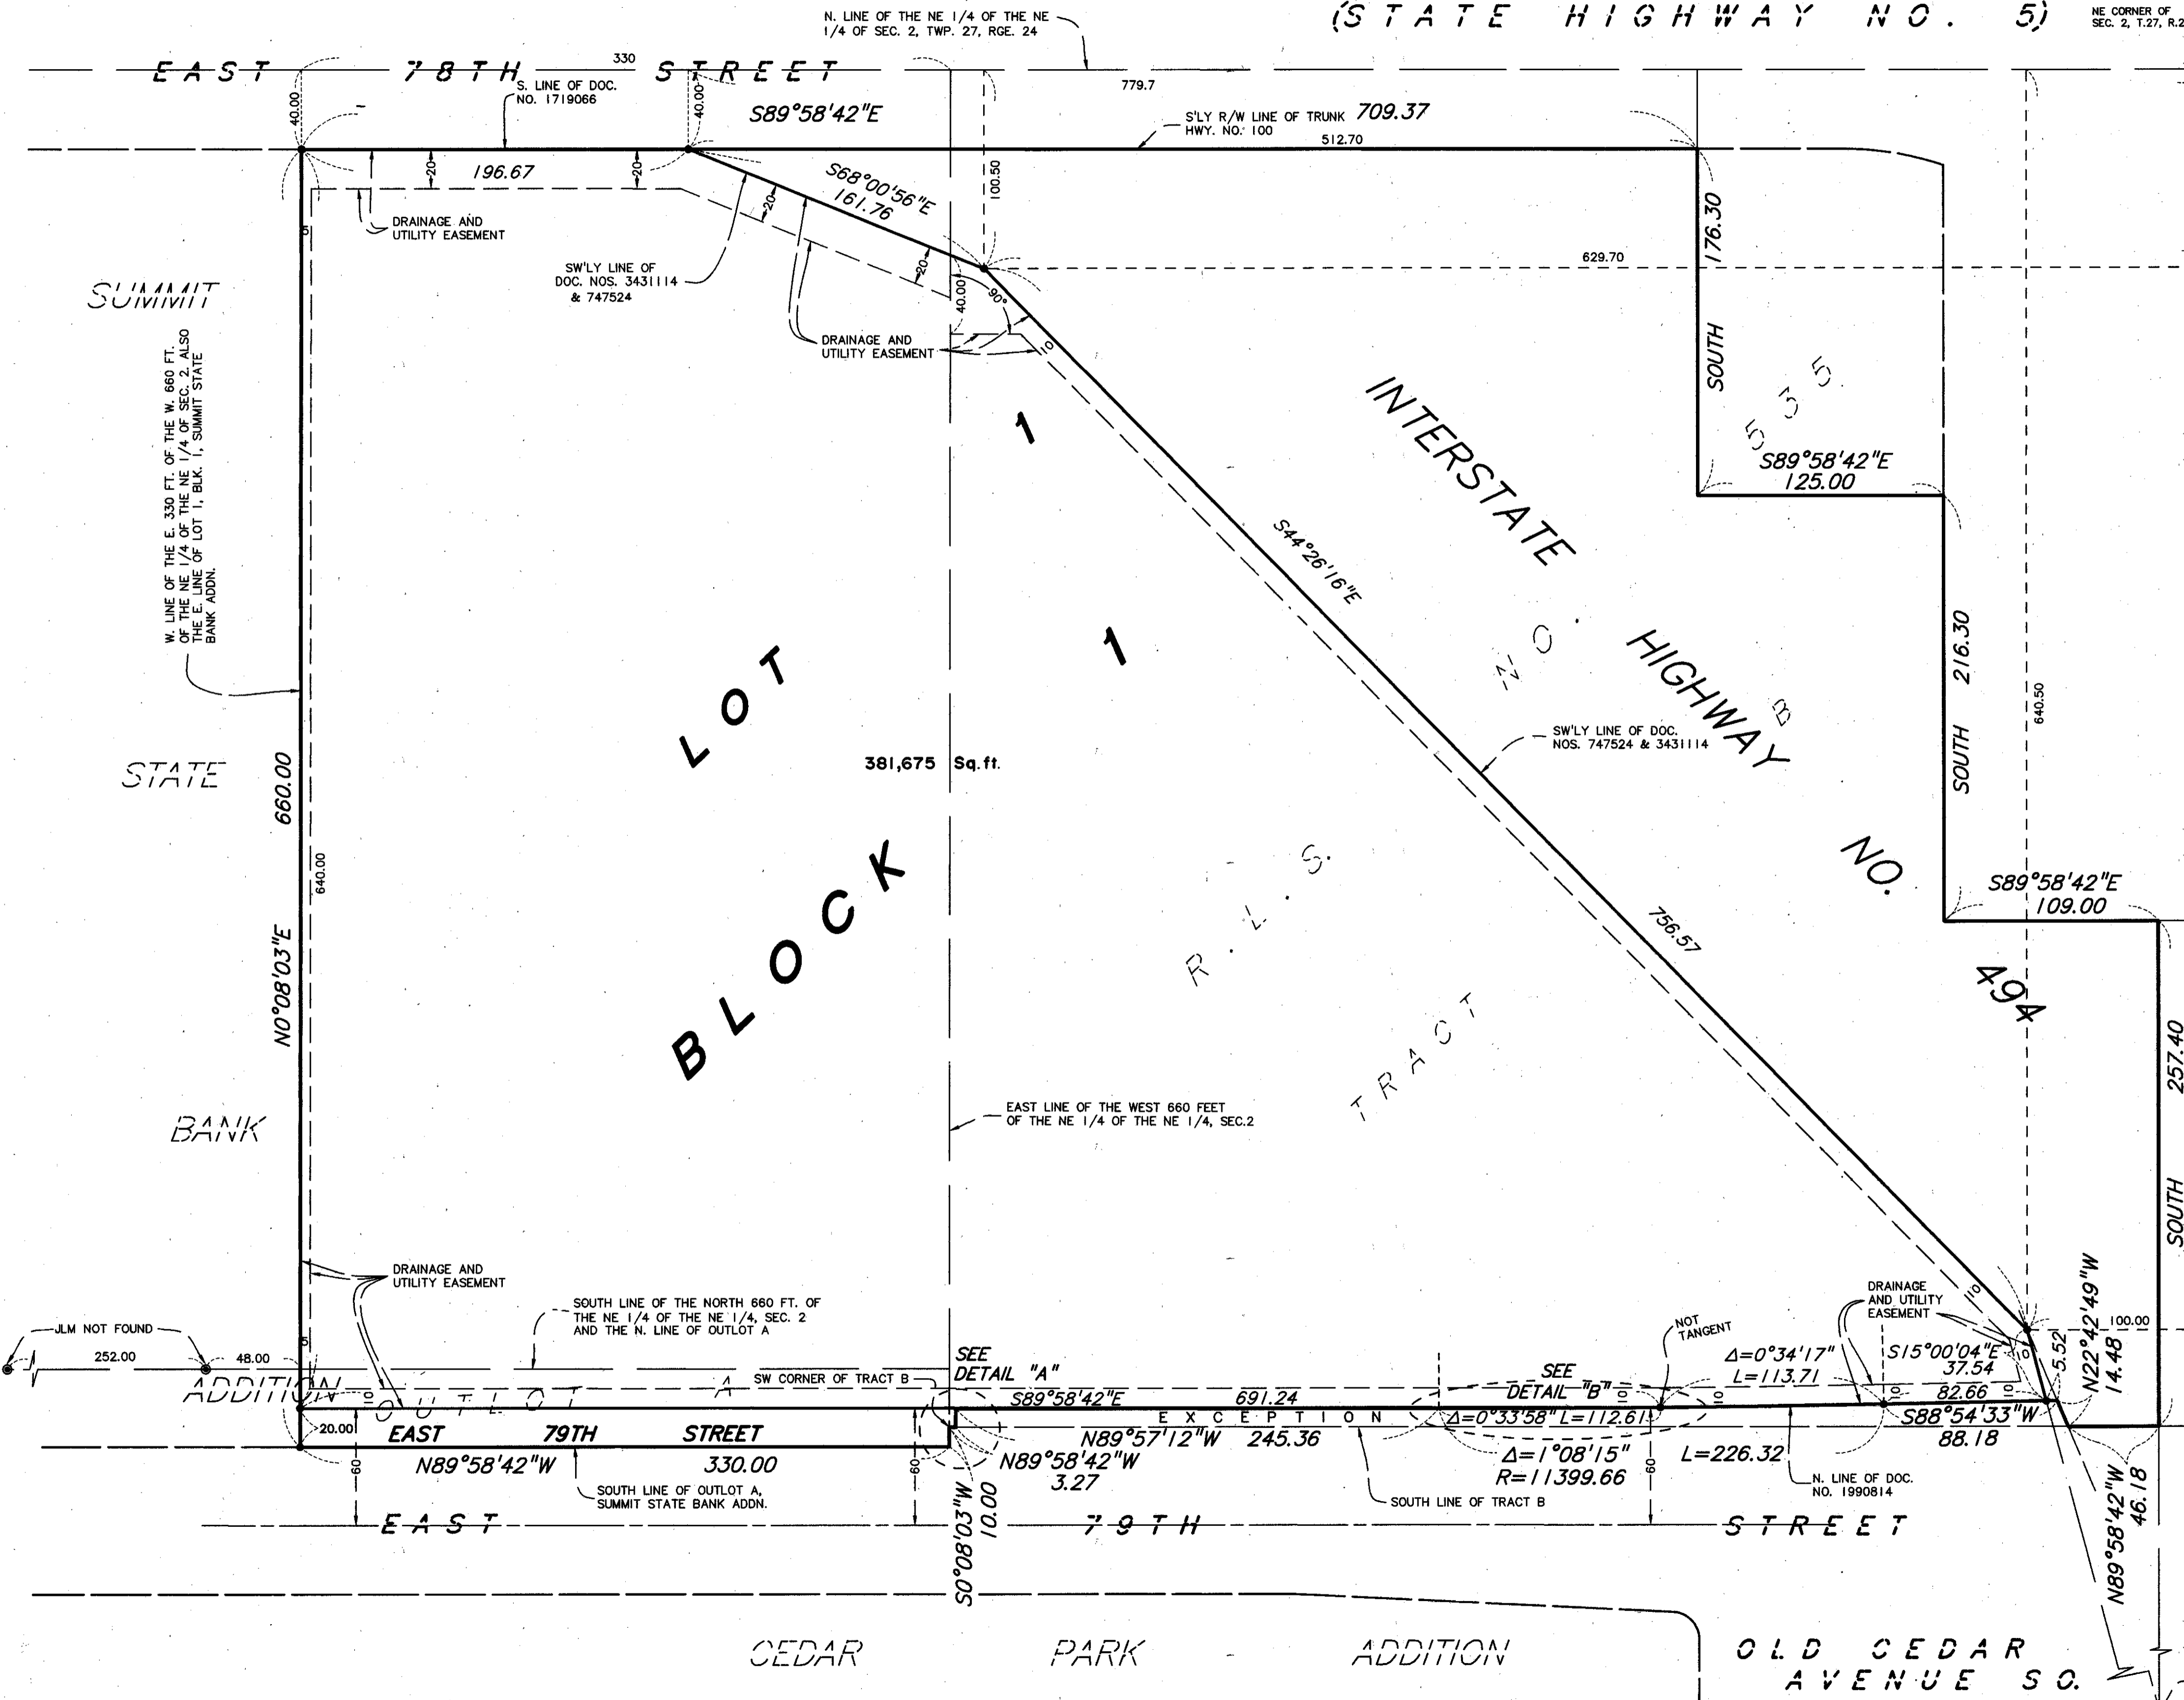 (STATE HIGHWAY NO. 5)
NE CORNER OF
SEC. 2, T.27, R.2
N. LINE OF THE NE 1/4 OF THE NE
1/4 OF SEC. 2, TWP. 27, RGE. 24
EAST 78TH STREET
330
779.7
S. LINE OF DOC.
NO. 1719066
40.00
40.00
S89°58'42"E
709.37
S'LY R/W LINE OF TRUNK
HWY. NO. 100
512.70
196.67
20
20
S68°00'56"E
161.76
100.50
20
20
DRAINAGE AND
UTILITY EASEMENT
5
SW'LY LINE OF
DOC. NOS. 3431114
& 747524
40.00
90°
10
DRAINAGE AND
UTILITY EASEMENT
629.70
SOUTH 176.30
S89°58'42"E
125.00
SUMMIT
STATE
BANK
ADDITION
W. LINE OF THE E. 330 FT. OF THE W. 660 FT.
OF THE NE 1/4 OF THE NE 1/4 OF SEC. 2. ALSO
THE E. LINE OF LOT 1, BLK. 1, SUMMIT STATE
BANK ADDN.
N0°08'03"E 660.00
640.00
LOT 1
BLOCK 1
381,675 Sq.ft.
S44°26'16"E
756.57
INTERSTATE
HIGHWAY
NO.
494
R.L.S. NO. 535
TRACT B
SW'LY LINE OF DOC.
NOS. 747524 & 3431114
SOUTH 216.30
640.50
S89°58'42"E
109.00
SOUTH 257.40
EAST LINE OF THE WEST 660 FEET
OF THE NE 1/4 OF THE NE 1/4, SEC.2
DRAINAGE AND
UTILITY EASEMENT
SOUTH LINE OF THE NORTH 660 FT. OF
THE NE 1/4 OF THE NE 1/4, SEC. 2
AND THE N. LINE OF OUTLOT A
JLM NOT FOUND
252.00
48.00
5
10
OUTLOT A
SW CORNER OF TRACT B
SEE
DETAIL "A"
S89°58'42"E 691.24
SEE
DETAIL "B"
NOT
TANGENT
Δ=0°34'17"
L=113.71
DRAINAGE
AND UTILITY
EASEMENT
S15°00'04"E
37.54
82.66
S88°54'33"W
88.18
10
10
10
10
10
10
5.52
N22°42'49"W
14.48
100.00
20.00
EAST 79TH STREET
EXCEPTION
Δ=0°33'58" L=112.61
N89°58'42"W 330.00
N89°58'42"W
3.27
N89°57'12"W 245.36
Δ=1°08'15"
R=11399.66
L=226.32
60
60
60
SOUTH LINE OF OUTLOT A,
SUMMIT STATE BANK ADDN.
S0°08'03"W
10.00
SOUTH LINE OF TRACT B
N. LINE OF DOC.
NO. 1990814
N89°58'42"W
46.18
EAST 79TH STREET
CEDAR PARK ADDITION
OLD CEDAR
AVENUE SO.